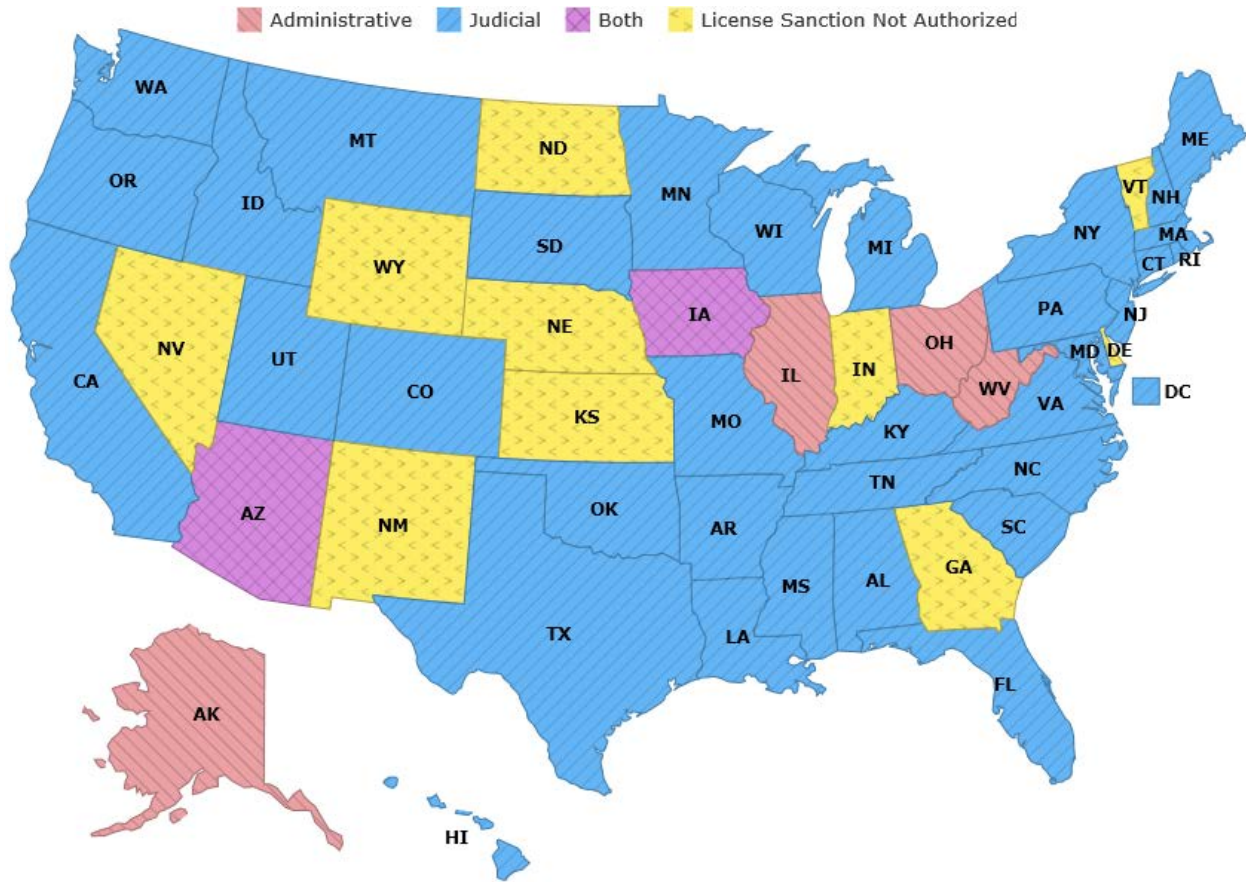 Administrative Judicial Both License Sanction Not Authorized
WA
MT
ND
MN
ME
OR
ID
SD
WI
MI
VT
NH
NY
MA
CT
RI
WY
IA
NE
PA
NJ
NV
UT
CO
IL
IN
OH
MD
DE
DC
CA
KS
MO
WV
VA
KY
AZ
NM
OK
AR
TN
NC
SC
MS
AL
GA
TX
LA
FL
AK
HI